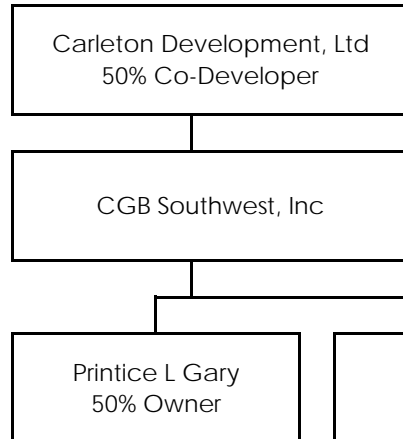 Carleton Development, Ltd
50% Co-Developer
CGB Southwest, Inc
Printice L Gary
50% Owner